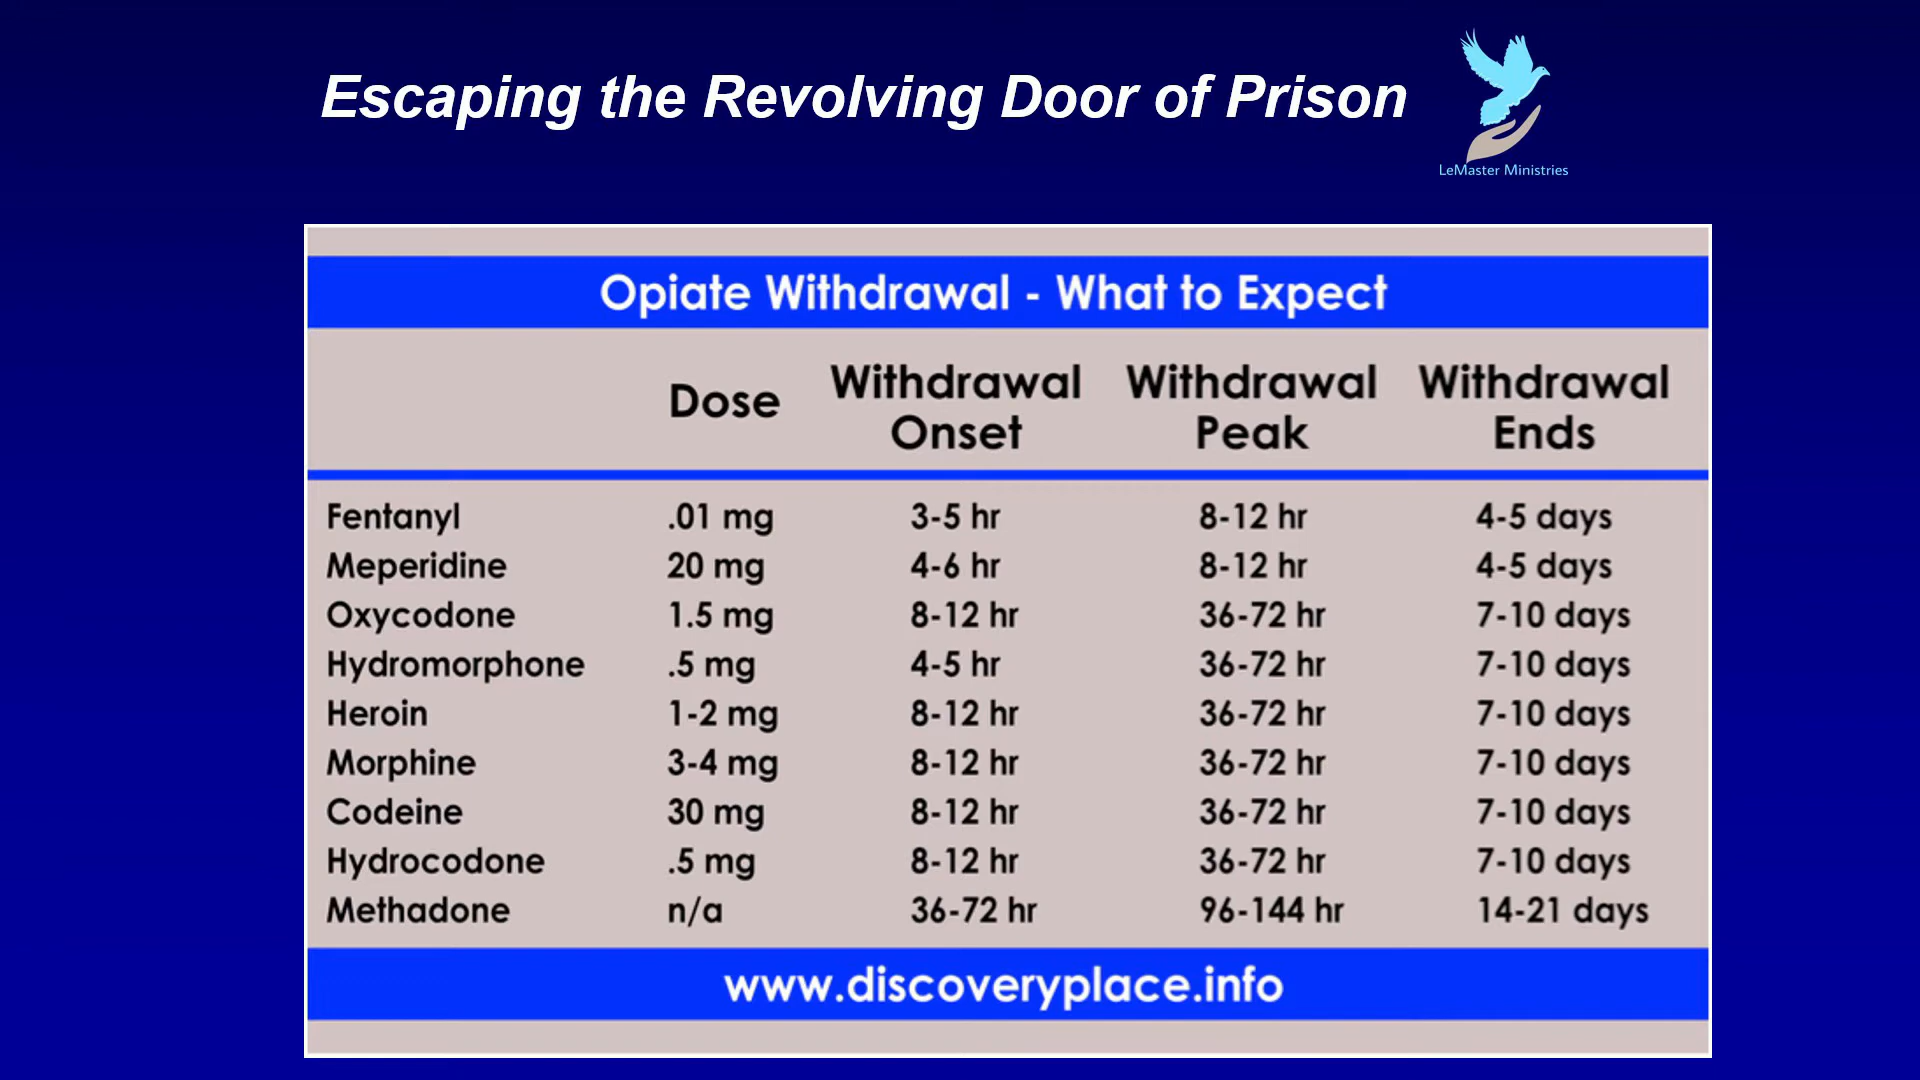 Escaping the Revolving Door of Prison
LeMaster Ministries
Opiate Withdrawal - What to Expect
Dose Withdrawal Onset Withdrawal Peak Withdrawal Ends
Fentanyl .01 mg 3-5 hr 8-12 hr 4-5 days
Meperidine 20 mg 4-6 hr 8-12 hr 4-5 days
Oxycodone 1.5 mg 8-12 hr 36-72 hr 7-10 days
Hydromorphone .5 mg 4-5 hr 36-72 hr 7-10 days
Heroin 1-2 mg 8-12 hr 36-72 hr 7-10 days
Morphine 3-4 mg 8-12 hr 36-72 hr 7-10 days
Codeine 30 mg 8-12 hr 36-72 hr 7-10 days
Hydrocodone .5 mg 8-12 hr 36-72 hr 7-10 days
Methadone n/a 36-72 hr 96-144 hr 14-21 days
www.discoveryplace.info